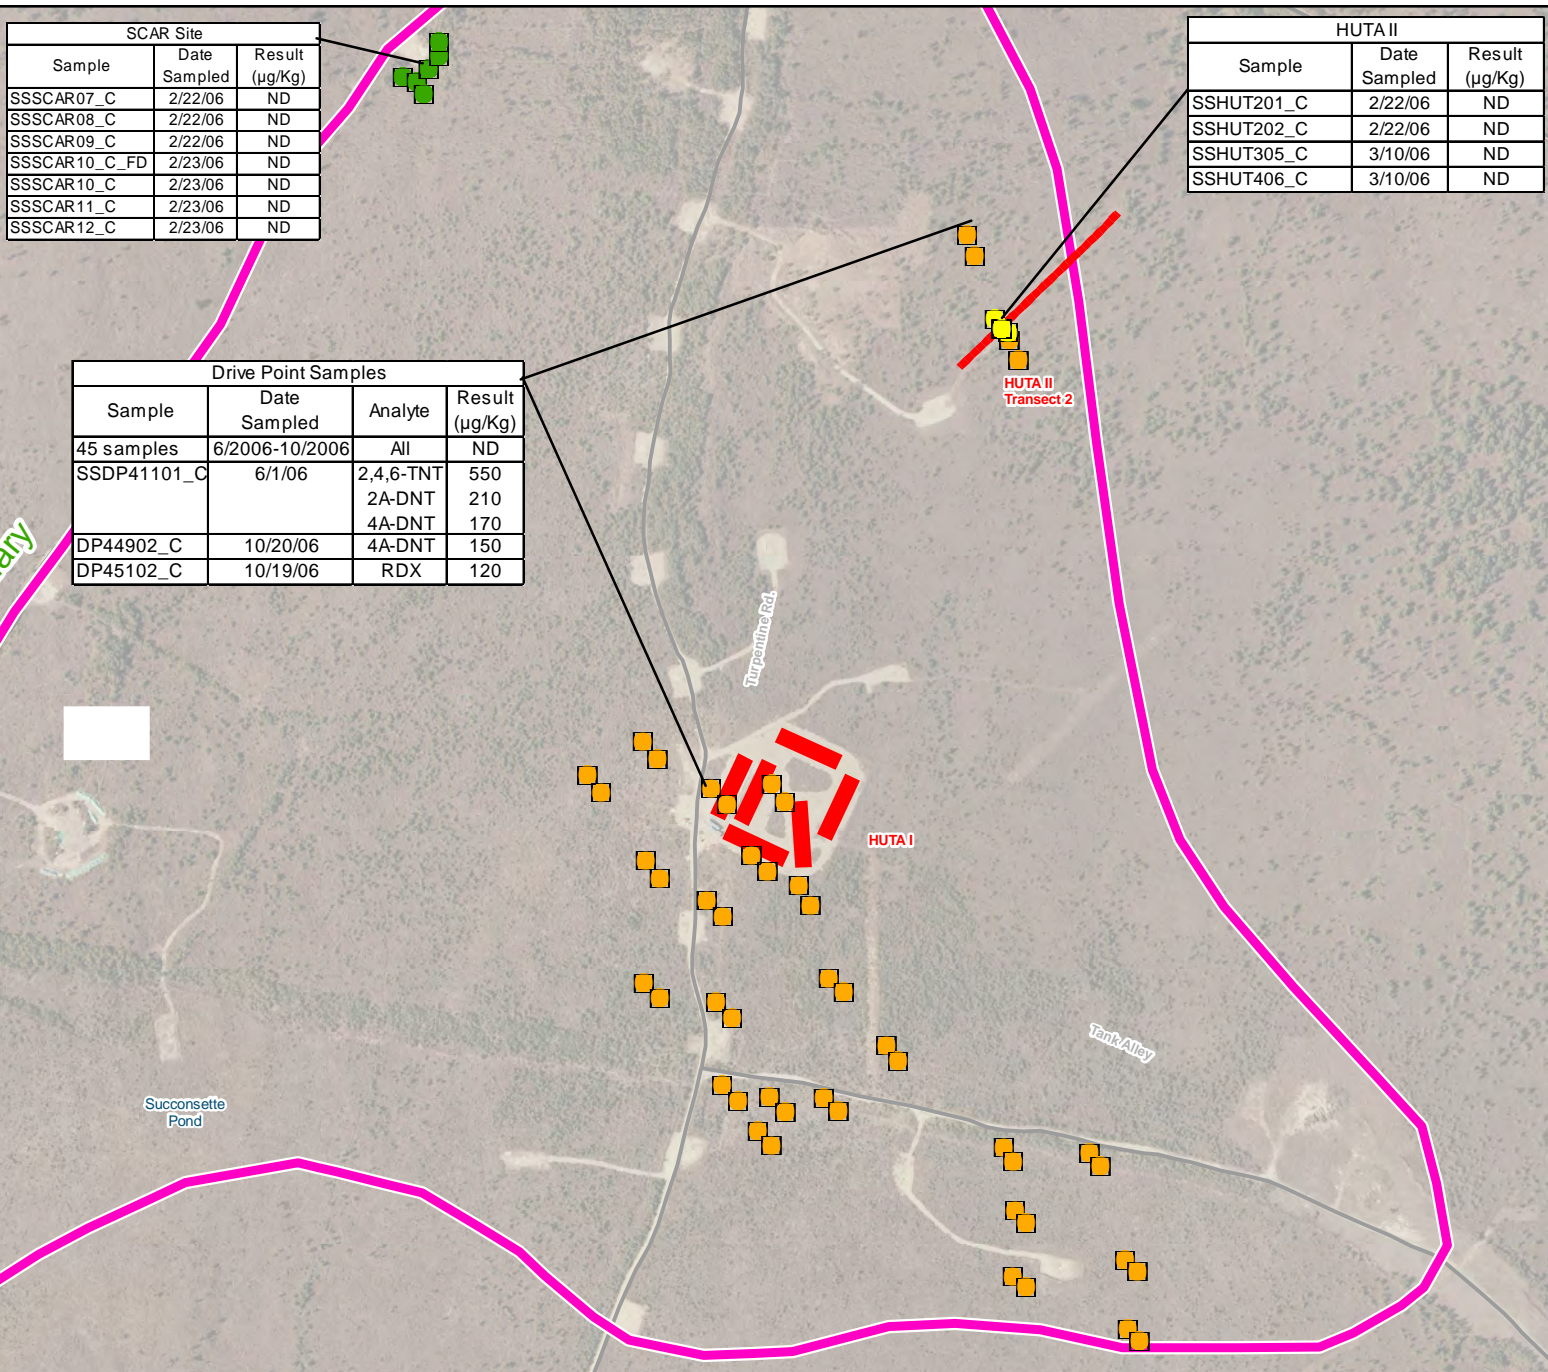 SCAR Site
Sample Date Sampled Result (µg/Kg)
SSSCAR07_C 2/22/06 ND
SSSCAR08_C 2/22/06 ND
SSSCAR09_C 2/22/06 ND
SSSCAR10_C_FD 2/23/06 ND
SSSCAR10_C 2/23/06 ND
SSSCAR11_C 2/23/06 ND
SSSCAR12_C 2/23/06 ND
HUTA II
Sample Date Sampled Result (µg/Kg)
SSHUT201_C 2/22/06 ND
SSHUT202_C 2/22/06 ND
SSHUT305_C 3/10/06 ND
SSHUT406_C 3/10/06 ND
Drive Point Samples
Sample Date Sampled Analyte Result (µg/Kg)
45 samples 6/2006-10/2006 All ND
SSDP41101_C 6/1/06 2,4,6-TNT 550
2A-DNT 210
4A-DNT 170
DP44902_C 10/20/06 4A-DNT 150
DP45102_C 10/19/06 RDX 120
HUTA II
Transect 2
Turpentine Rd.
HUTA I
Tank Alley
Succonsette
Pond